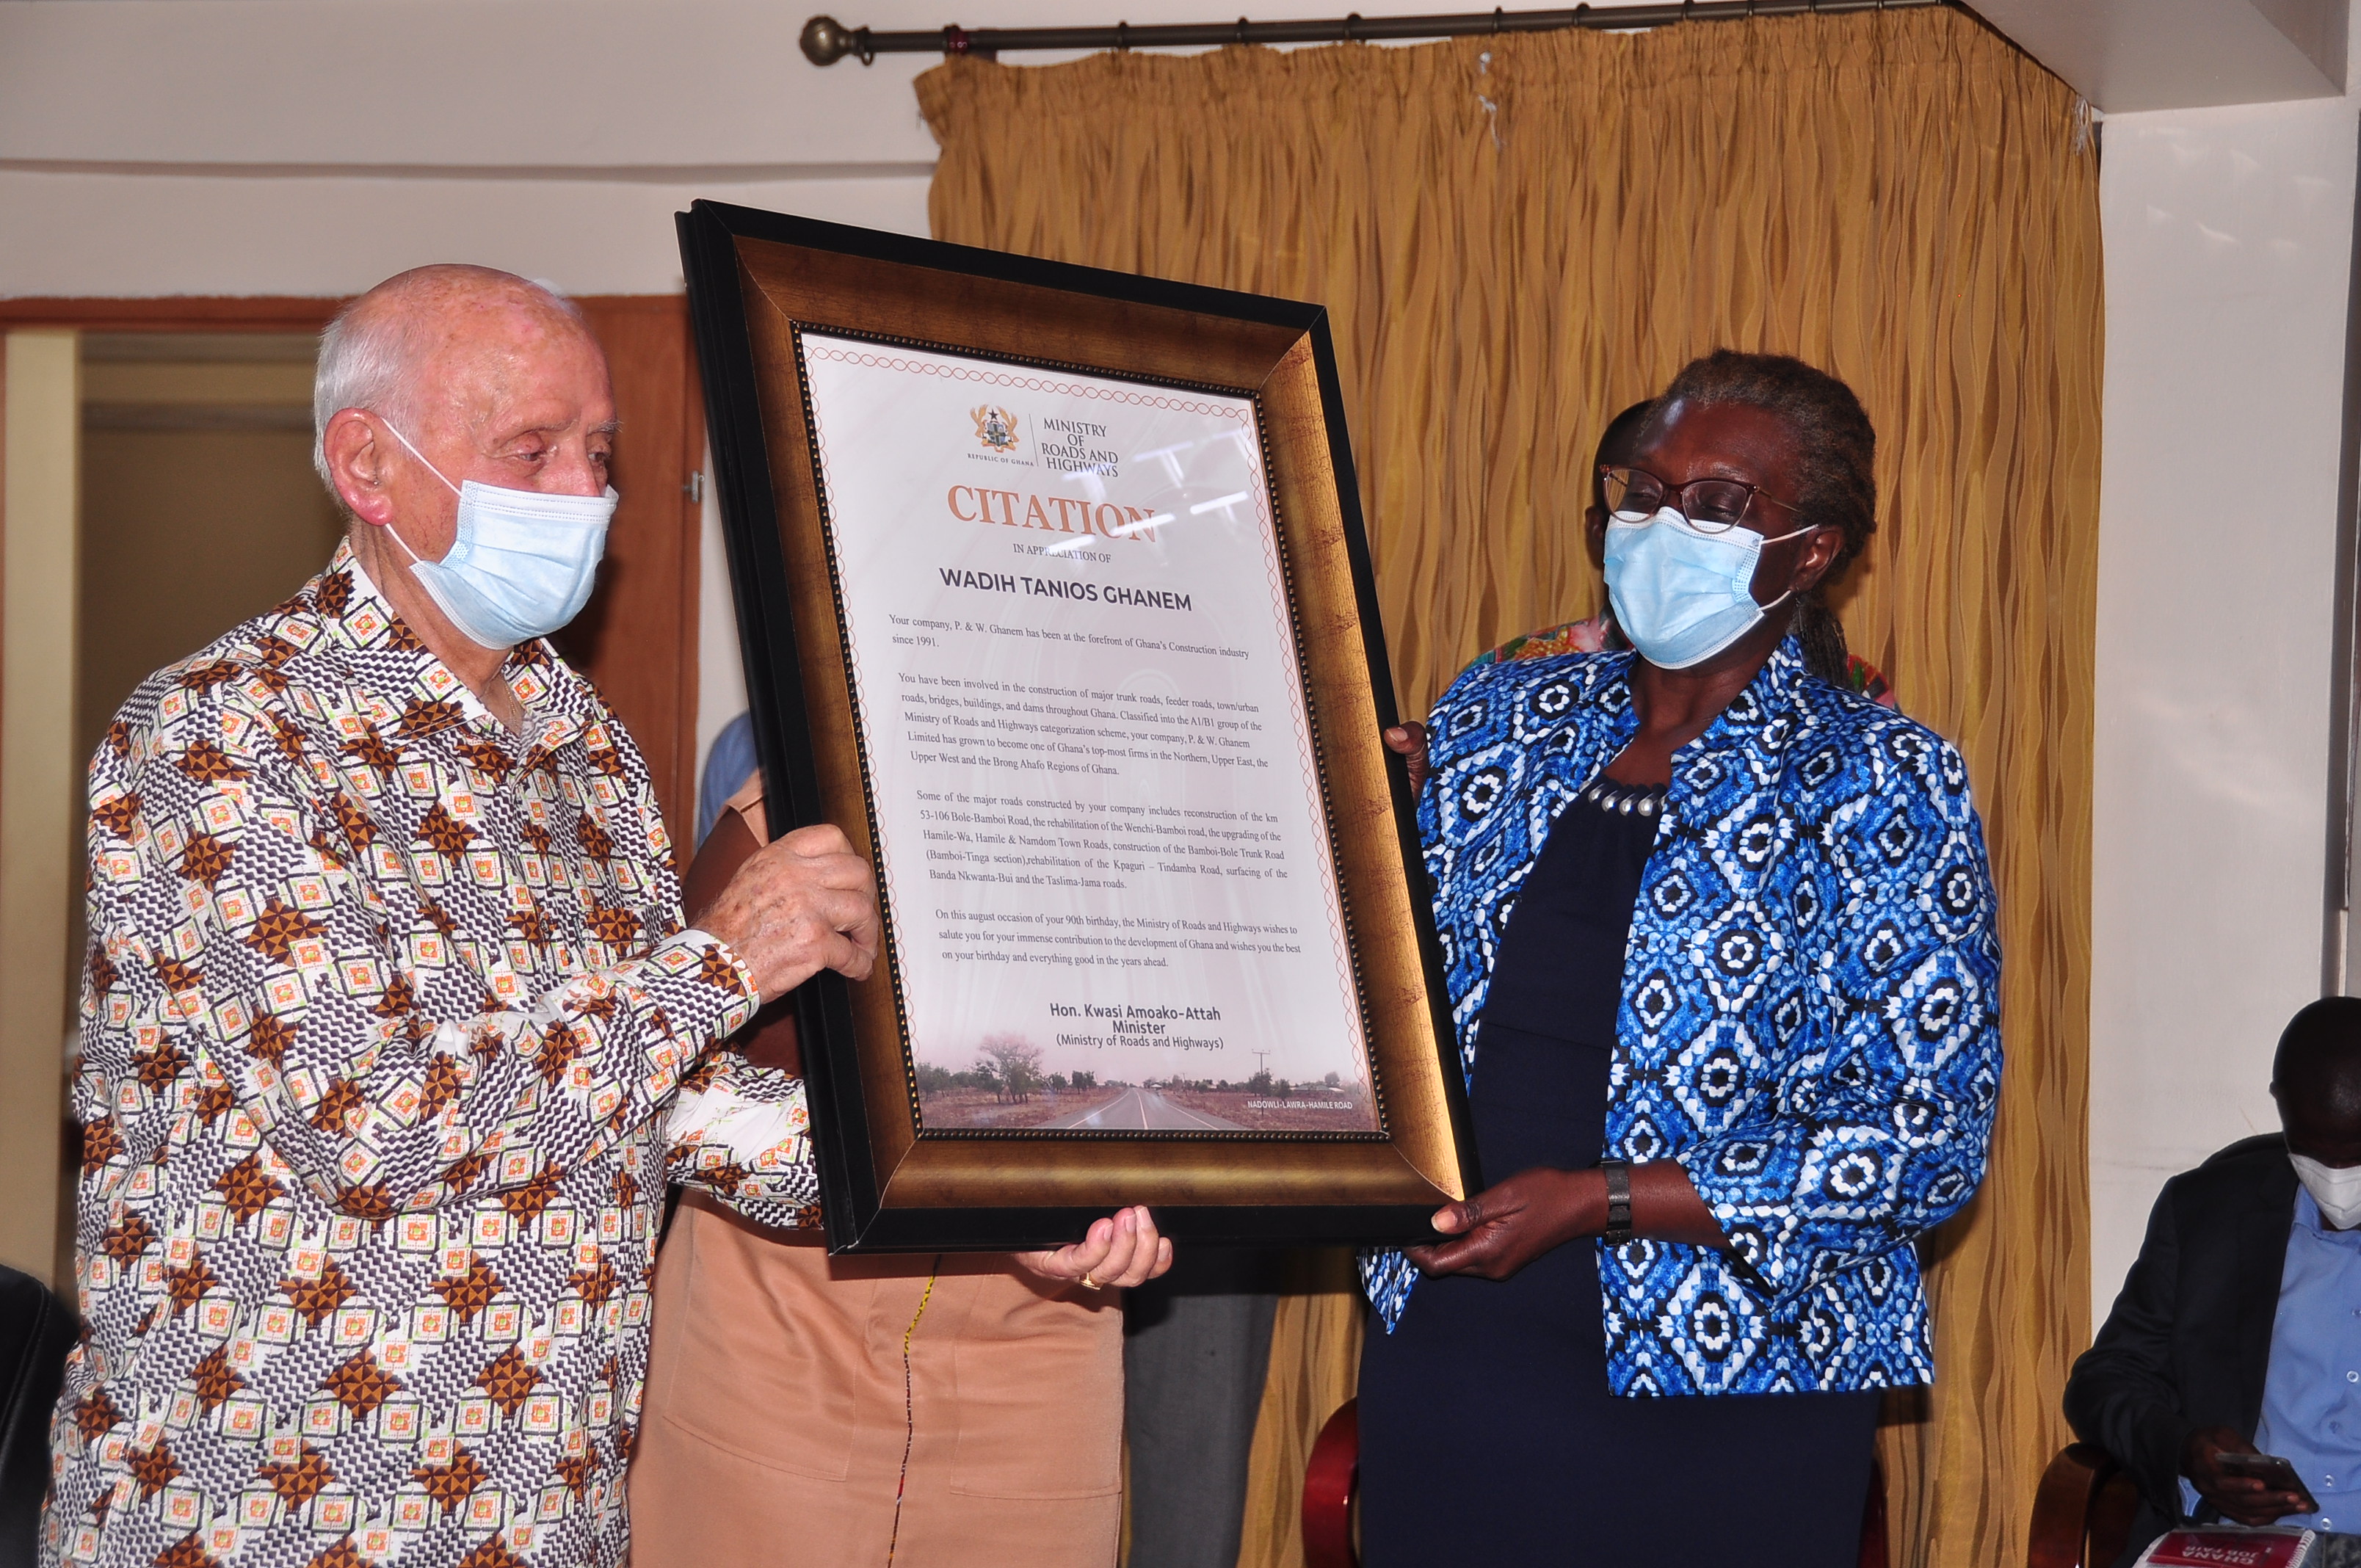 REPUBLIC OF GHANA
MINISTRY
OF
ROADS AND
HIGHWAYS
CITATION
IN APPRECIATION OF
WADIH TANIOS GHANEM
Your company, P. & W. Ghanem has been at the forefront of Ghana's Construction industry
since 1991.
You have been involved in the construction of major trunk roads, feeder roads, town/urban
roads, bridges, buildings, and dams throughout Ghana. Classified into the A1/B1 group of the
Ministry of Roads and Highways categorization scheme, your company, P. & W. Ghanem
Limited has grown to become one of Ghana's top-most firms in the Northern, Upper East, the
Upper West and the Brong Ahafo Regions of Ghana.
Some of the major roads constructed by your company includes reconstruction of the km
53-106 Bole-Bamboi Road, the rehabilitation of the Wenchi-Bamboi road, the upgrading of the
Hamile-Wa, Hamile & Namdom Town Roads, construction of the Bamboi-Bole Trunk Road
(Bamboi-Tinga section),rehabilitation of the Kpaguri – Tindamba Road, surfacing of the
Banda Nkwanta-Bui and the Taslima-Jama roads.
On this august occasion of your 90th birthday, the Ministry of Roads and Highways wishes to
salute you for your immense contribution to the development of Ghana and wishes you the best
on your birthday and everything good in the years ahead.
Hon. Kwasi Amoako-Attah
Minister
(Ministry of Roads and Highways)
NADOWLI-LAWRA-HAMILE ROAD
GHANA
JOB FAIR